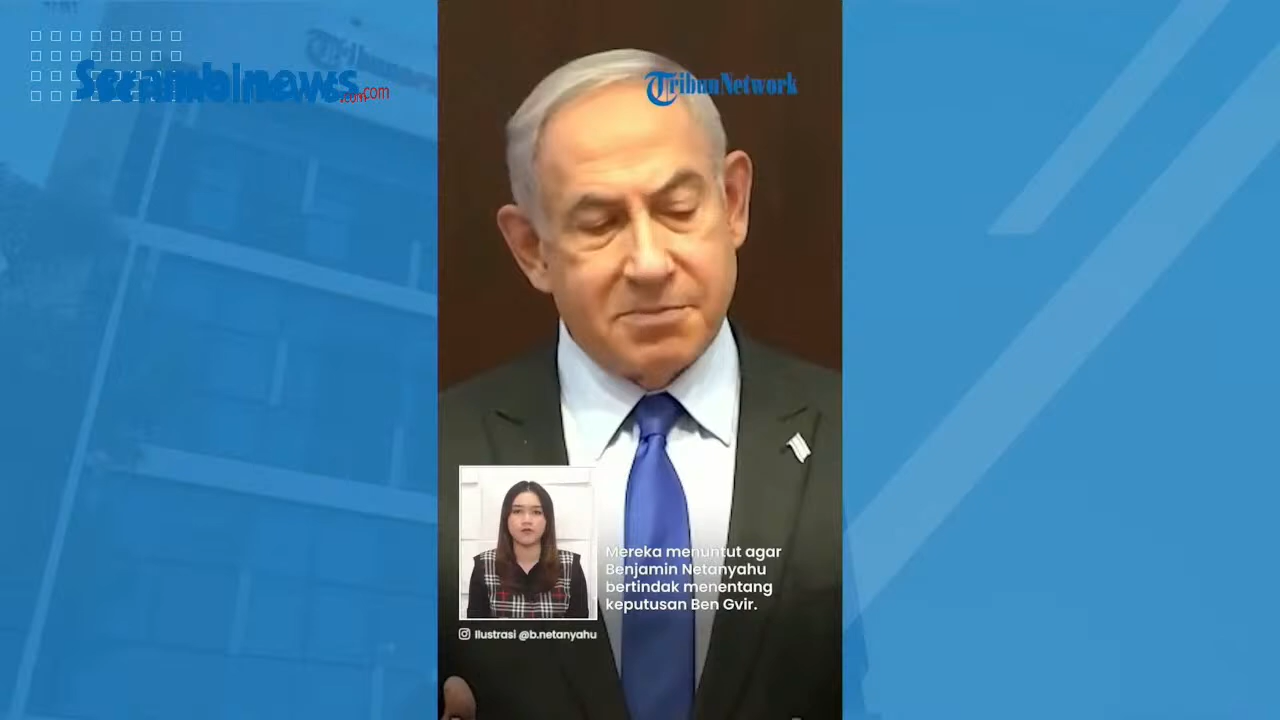 Serambinews.com
TribunNetwork
Mereka menuntut agar
Benjamin Netanyahu
bertindak menentang
keputusan Ben Gvir.
Ilustrasi @b.netanyahu